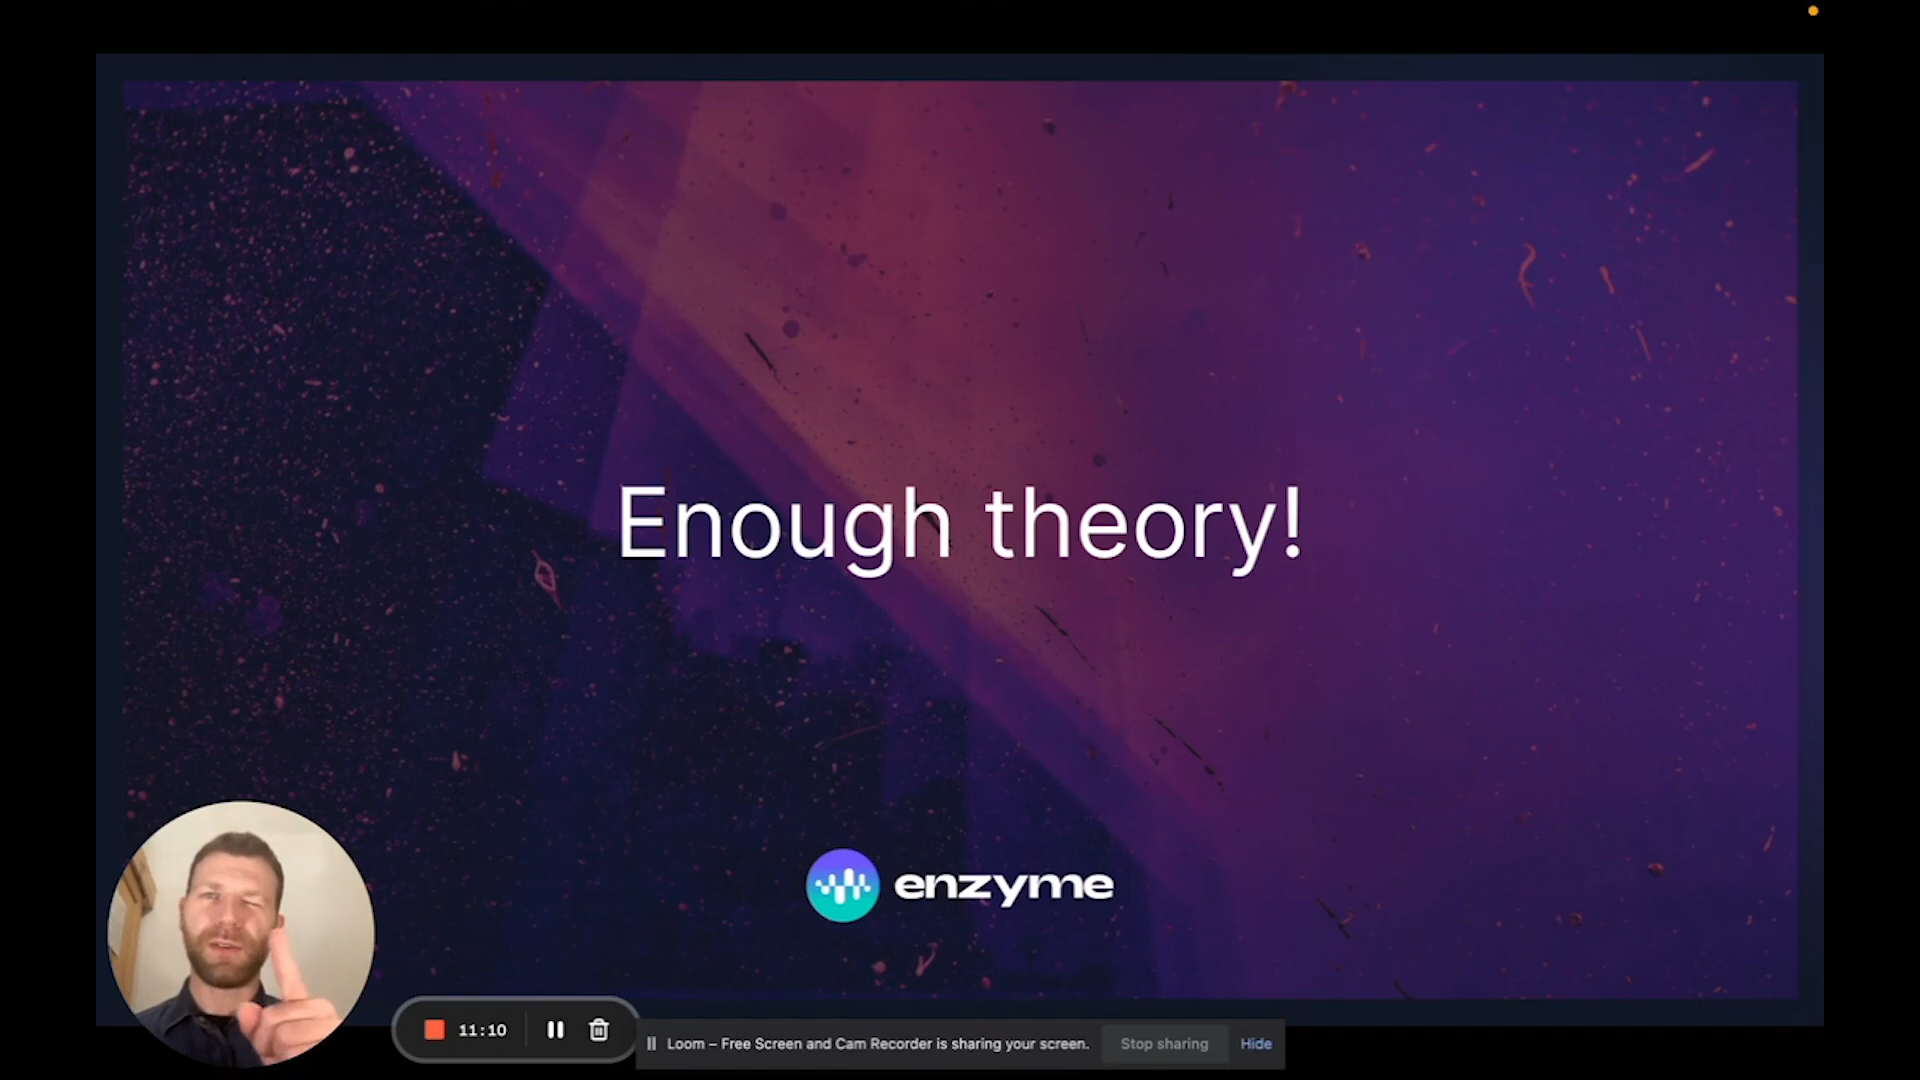 Enough theory!
enzyme
11:10
Loom – Free Screen and Cam Recorder is sharing your screen.
Stop sharing
Hide